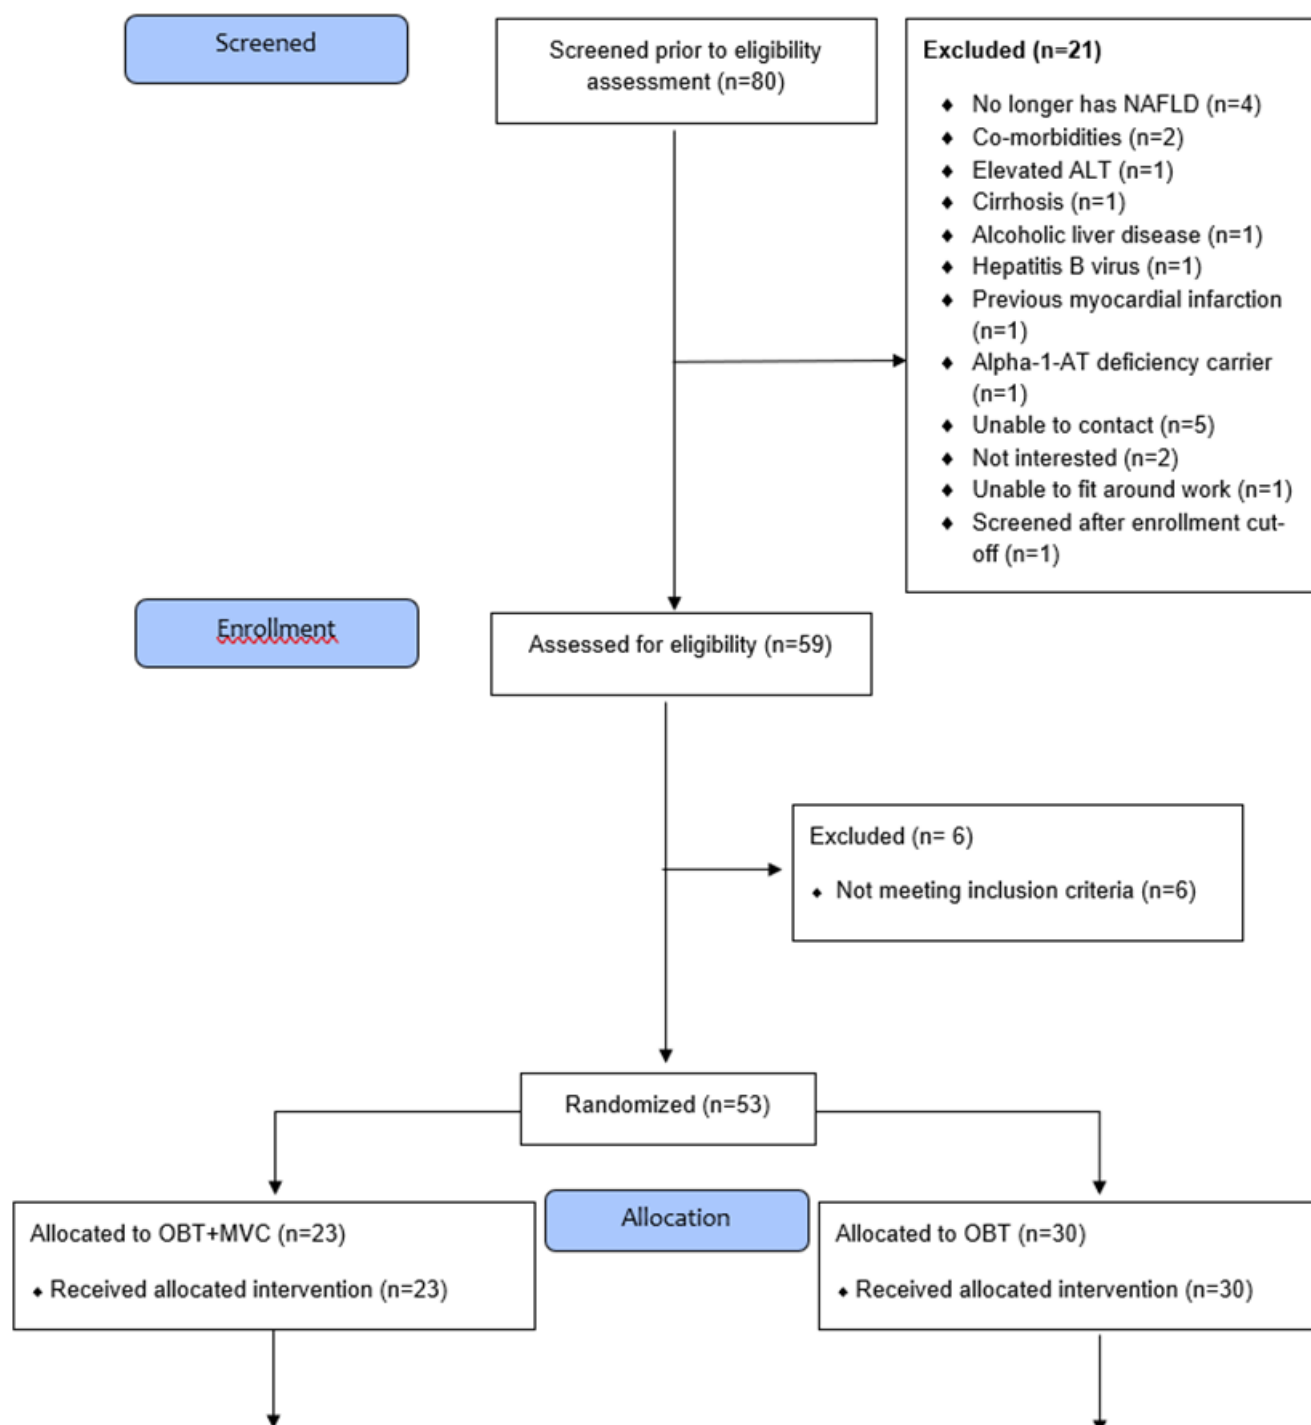 Screened
Screened prior to eligibility
assessment (n=80)
Excluded (n=21)
♦ No longer has NAFLD (n=4)
♦ Co-morbidities (n=2)
♦ Elevated ALT (n=1)
♦ Cirrhosis (n=1)
♦ Alcoholic liver disease (n=1)
♦ Hepatitis B virus (n=1)
♦ Previous myocardial infarction
(n=1)
♦ Alpha-1-AT deficiency carrier
(n=1)
♦ Unable to contact (n=5)
♦ Not interested (n=2)
♦ Unable to fit around work (n=1)
♦ Screened after enrollment cut-
off (n=1)
Enrollment
Assessed for eligibility (n=59)
Excluded (n= 6)
♦ Not meeting inclusion criteria (n=6)
Randomized (n=53)
Allocation
Allocated to OBT+MVC (n=23)
♦ Received allocated intervention (n=23)
Allocated to OBT (n=30)
♦ Received allocated intervention (n=30)